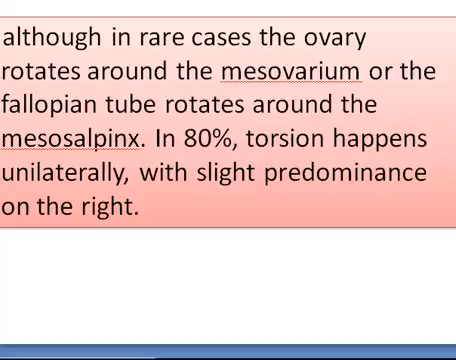 although in rare cases the ovary
rotates around the mesovarium or the
fallopian tube rotates around the
mesosalpinx. In 80%, torsion happens
unilaterally, with slight predominance
on the right.